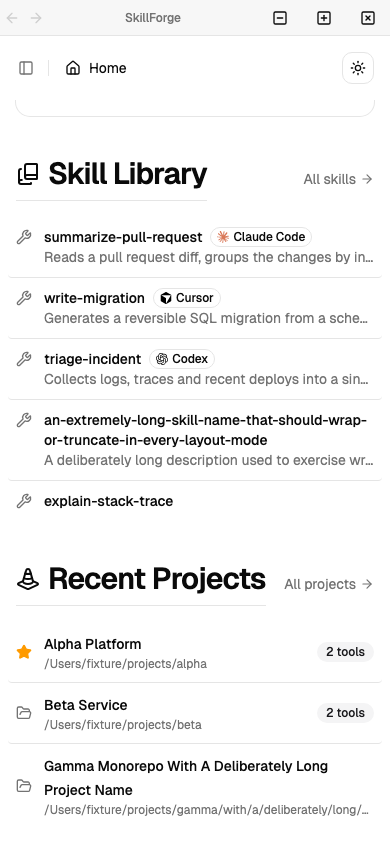 SkillForge
Home
Skill Library
All skills
summarize-pull-request Claude Code
Reads a pull request diff, groups the changes by in...
write-migration Cursor
Generates a reversible SQL migration from a sche...
triage-incident Codex
Collects logs, traces and recent deploys into a sin...
an-extremely-long-skill-name-that-should-wrap-
or-truncate-in-every-layout-mode
A deliberately long description used to exercise wr...
explain-stack-trace
Recent Projects
All projects
Alpha Platform
/Users/fixture/projects/alpha
2 tools
Beta Service
/Users/fixture/projects/beta
2 tools
Gamma Monorepo With A Deliberately Long
Project Name
/Users/fixture/projects/gamma/with/a/deliberately/long/...